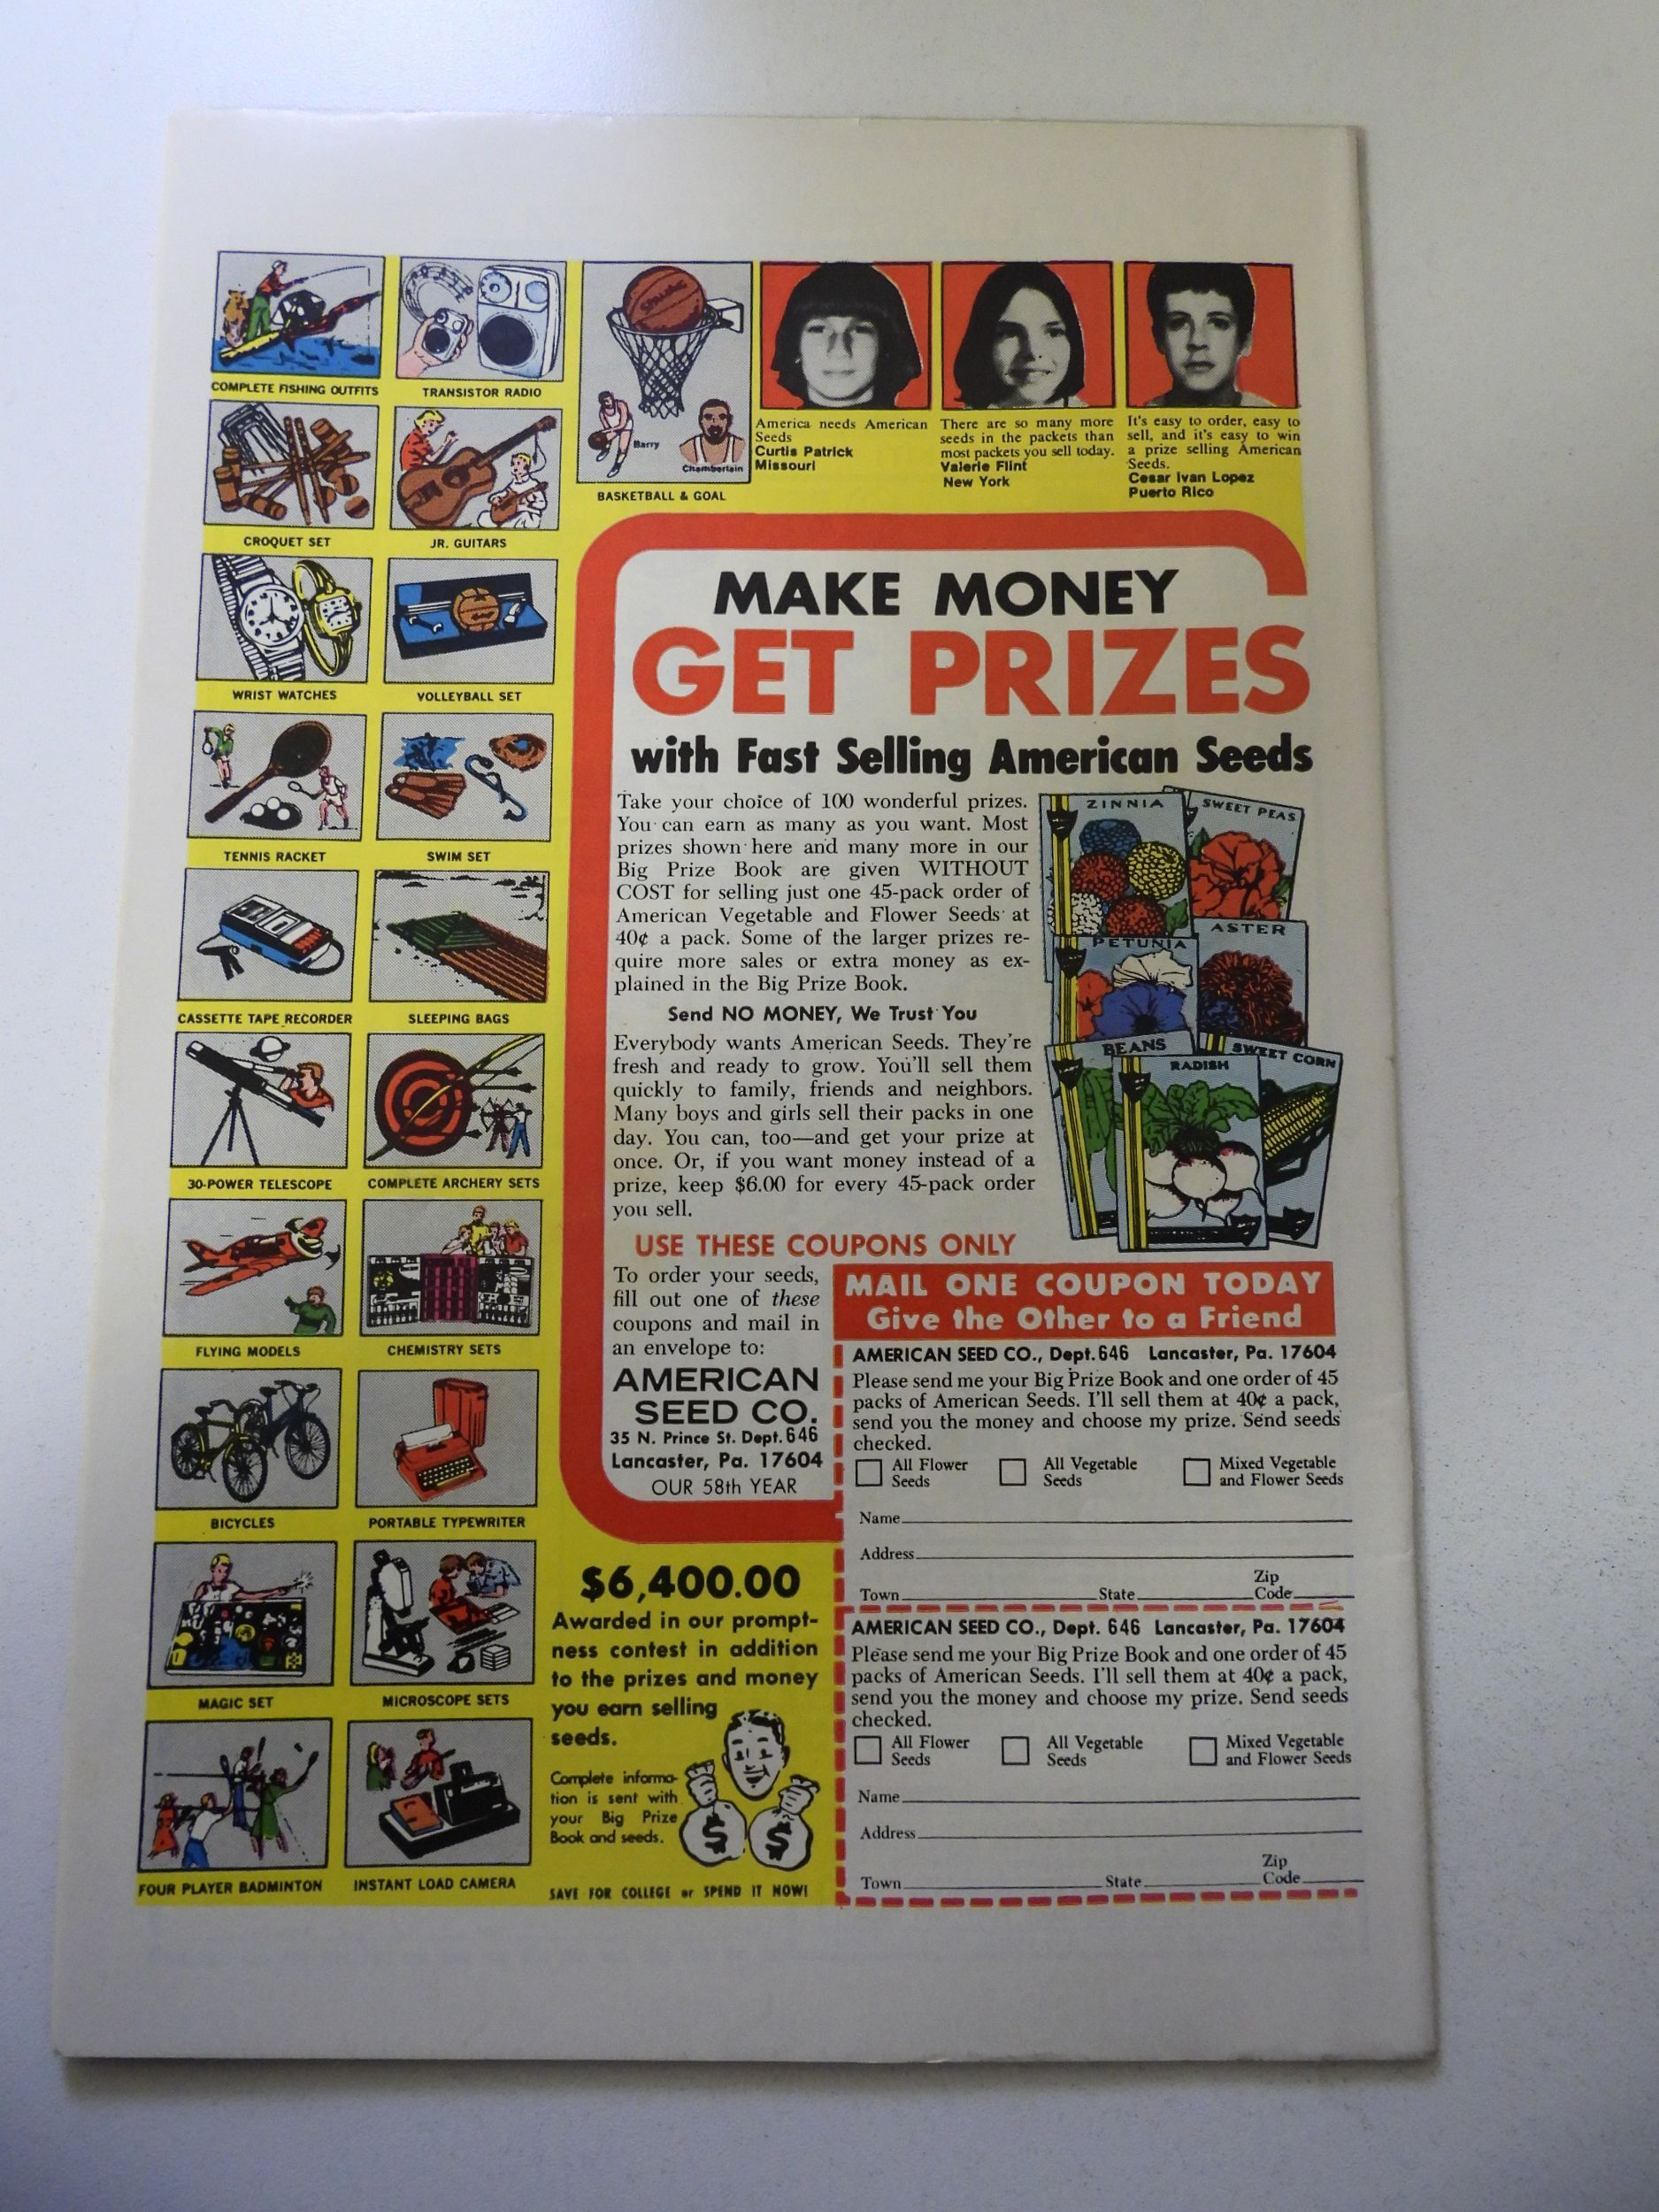 COMPLETE FISHING OUTFITS
TRANSISTOR RADIO
CROQUET SET
JR. GUITARS
WRIST WATCHES
VOLLEYBALL SET
TENNIS RACKET
SWIM SET
CASSETTE TAPE RECORDER
SLEEPING BAGS
30-POWER TELESCOPE
COMPLETE ARCHERY SETS
FLYING MODELS
CHEMISTRY SETS
BICYCLES
PORTABLE TYPEWRITER
MAGIC SET
MICROSCOPE SETS
FOUR PLAYER BADMINTON
INSTANT LOAD CAMERA
SPALDING
Barry
Chamberlain
BASKETBALL & GOAL
America needs American
Seeds
Curtis Patrick
Missouri
There are so many more
seeds in the packets than
most packets you sell today.
Valerie Flint
New York
It's easy to order, easy to
sell, and it's easy to win
a prize selling American
Seeds.
Cesar Ivan Lopez
Puerto Rico
MAKE MONEY
GET PRIZES
with Fast Selling American Seeds
Take your choice of 100 wonderful prizes.
You can earn as many as you want. Most
prizes shown here and many more in our
Big Prize Book are given WITHOUT
COST for selling just one 45-pack order of
American Vegetable and Flower Seeds at
40¢ a pack. Some of the larger prizes re-
quire more sales or extra money as ex-
plained in the Big Prize Book.
Send NO MONEY, We Trust You
Everybody wants American Seeds. They're
fresh and ready to grow. You'll sell them
quickly to family, friends and neighbors.
Many boys and girls sell their packs in one
day. You can, too—and get your prize at
once. Or, if you want money instead of a
prize, keep $6.00 for every 45-pack order
you sell.
ZINNIA
SWEET PEAS
PETUNIA
ASTER
BEANS
RADISH
SWEET CORN
USE THESE COUPONS ONLY
To order your seeds,
fill out one of these
coupons and mail in
an envelope to:
AMERICAN
SEED CO.
35 N. Prince St. Dept. 646
Lancaster, Pa. 17604
OUR 58th YEAR
$6,400.00
Awarded in our prompt-
ness contest in addition
to the prizes and money
you earn selling
seeds.
Complete informa-
tion is sent with
your Big Prize
Book and seeds.
$ $
SAVE FOR COLLEGE or SPEND IT NOW!
MAIL ONE COUPON TODAY
Give the Other to a Friend
AMERICAN SEED CO., Dept. 646 Lancaster, Pa. 17604
Please send me your Big Prize Book and one order of 45
packs of American Seeds. I'll sell them at 40¢ a pack,
send you the money and choose my prize. Send seeds
checked.
All Flower
Seeds
All Vegetable
Seeds
Mixed Vegetable
and Flower Seeds
Name
Address
Town State Zip
Code
AMERICAN SEED CO., Dept. 646 Lancaster, Pa. 17604
Please send me your Big Prize Book and one order of 45
packs of American Seeds. I'll sell them at 40¢ a pack,
send you the money and choose my prize. Send seeds
checked.
All Flower
Seeds
All Vegetable
Seeds
Mixed Vegetable
and Flower Seeds
Name
Address
Town State Zip
Code